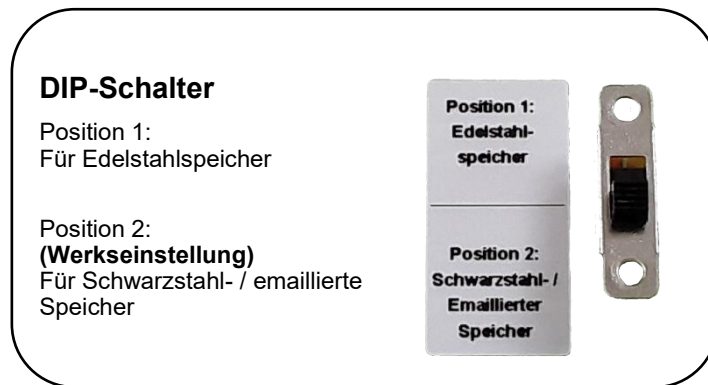 DIP-Schalter
Position 1:
Für Edelstahlspeicher
Position 2:
(Werkseinstellung)
Für Schwarzstahl- / emaillierte
Speicher
Position 1:
Edelstahl-
speicher
Position 2:
Schwarzstahl- /
Emaillierter
Speicher